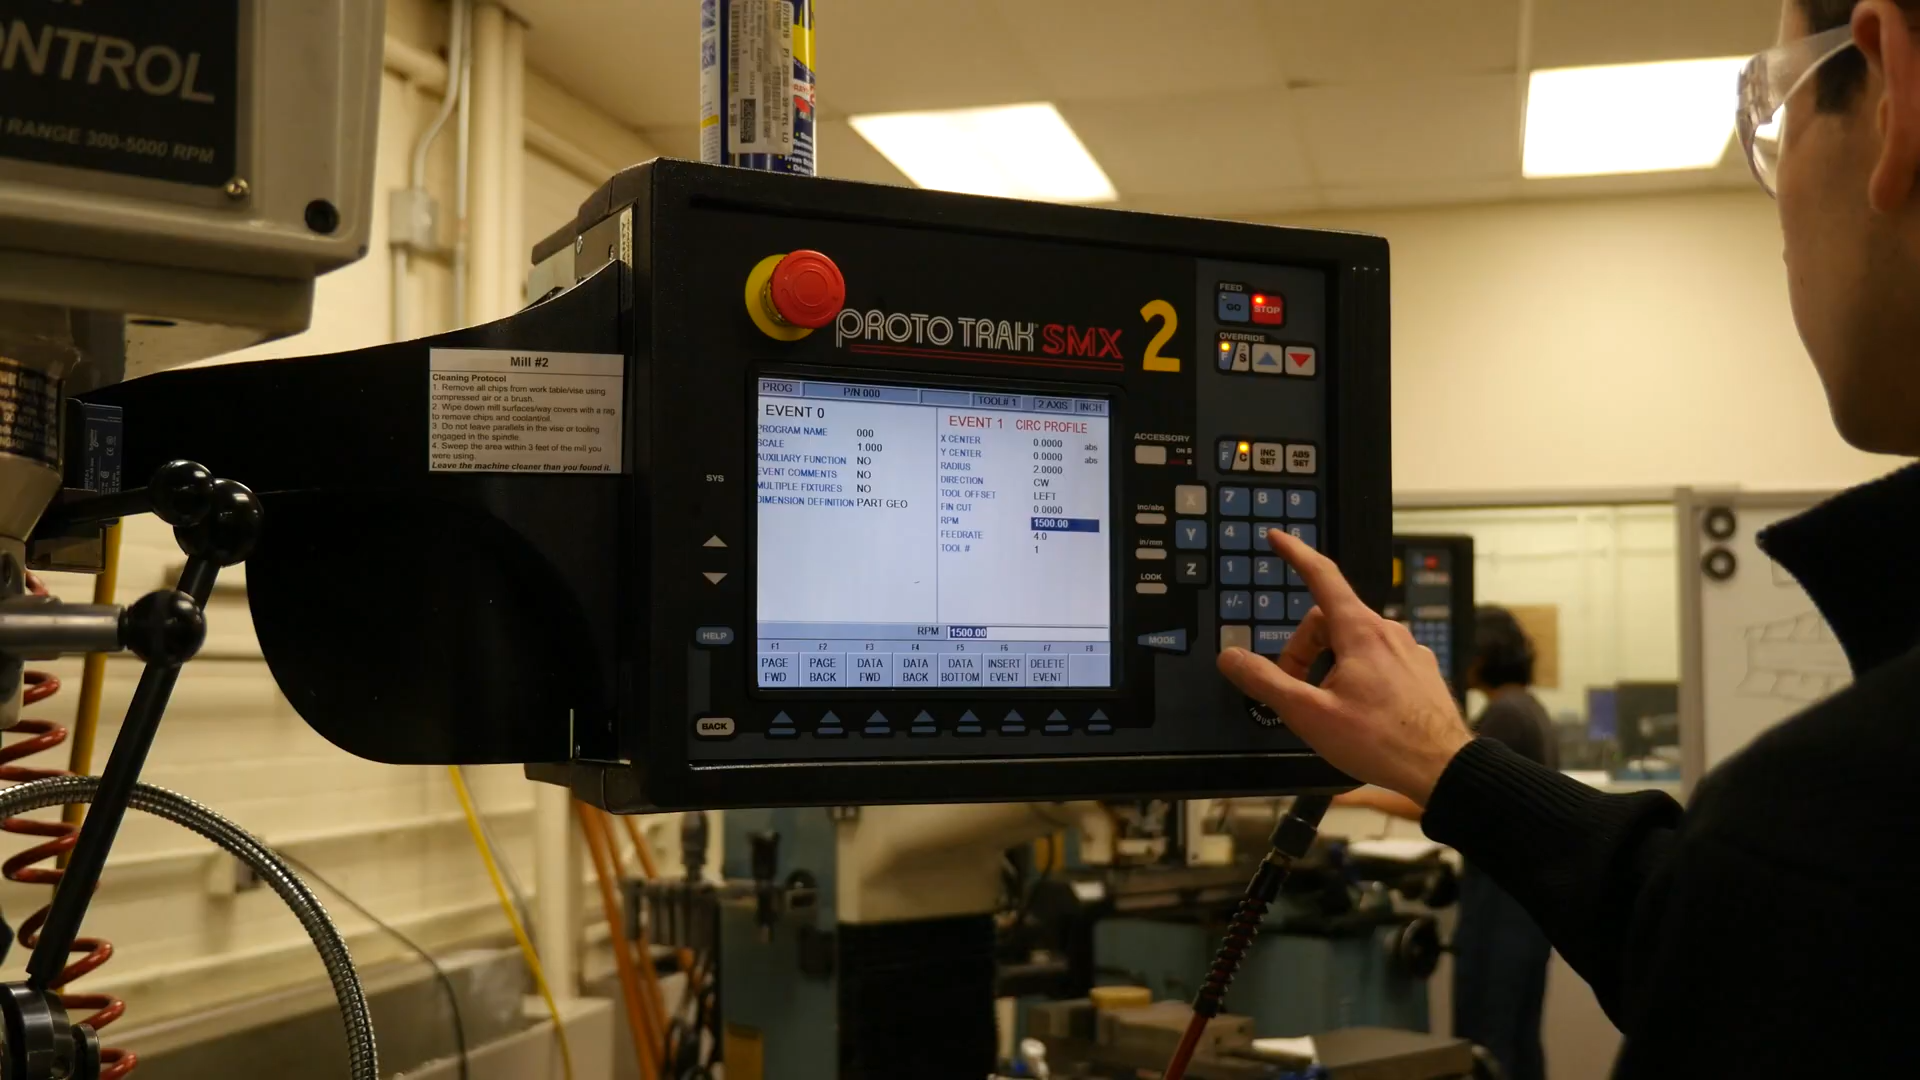 ONTROL
RANGE 300-5000 RPM
Mill #2
Cleaning Protocol
1. Remove all chips from work table/vise using
compressed air or a brush.
2. Wipe down mill surfaces/way covers with a rag
to remove chips and coolant/oil.
3. Do not leave parallels in the vise or tooling
engaged in the spindle.
4. Sweep the area within 3 feet of the mill you
were using.
Leave the machine cleaner than you found it.
PROTO TRAK SMX
2
PROG P/N 000 TOOL# 1 2 AXIS INCH
EVENT 0
PROGRAM NAME 000
SCALE 1.000
AUXILIARY FUNCTION NO
EVENT COMMENTS NO
MULTIPLE FIXTURES NO
DIMENSION DEFINITION PART GEO
EVENT 1 CIRC PROFILE
X CENTER 0.0000 abs
Y CENTER 0.0000 abs
RADIUS 2.0000
DIRECTION CW
TOOL OFFSET LEFT
FIN CUT 0.0000
RPM 1500.00
FEEDRATE 4.0
TOOL # 1
RPM 1500.00
F1 F2 F3 F4 F5 F6 F7 F8
PAGE FWD
PAGE BACK
DATA FWD
DATA BACK
DATA BOTTOM
INSERT EVENT
DELETE EVENT
SYS
HELP
BACK
FEED
GO STOP
OVERRIDE
F/S
ACCESSORY
ON
F C
INC SET
ABS SET
inc/abs
in/mm
LOOK
MODE
X
Y
Z
7 8 9
4 5 6
1 2
+/- 0 .
RESTO
INDUST